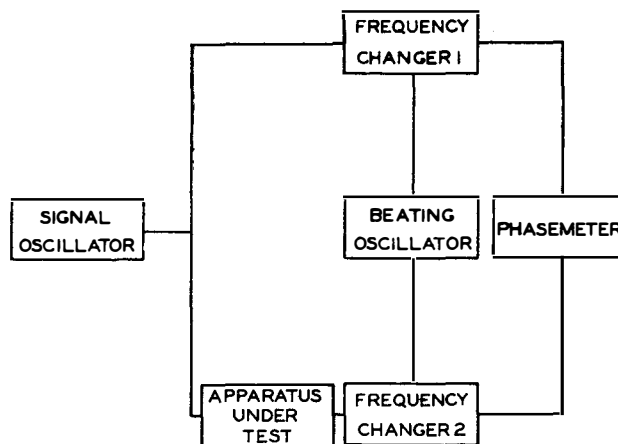 FREQUENCY
CHANGER 1
SIGNAL
OSCILLATOR
BEATING
OSCILLATOR
PHASEMETER
APPARATUS
UNDER
TEST
FREQUENCY
CHANGER 2